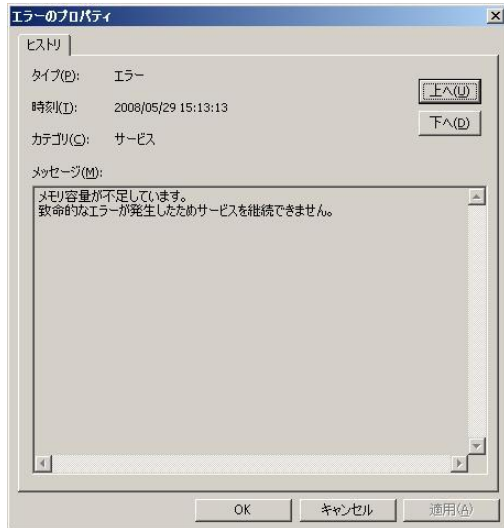 エラーのプロパティ
ヒストリ
タイプ(P): エラー
上へ(U)
時刻(T): 2008/05/29 15:13:13
下へ(D)
カテゴリ(C): サービス
メッセージ(M):
メモリ容量が不足しています。
致命的なエラーが発生したためサービスを継続できません。
OK
キャンセル
適用(A)